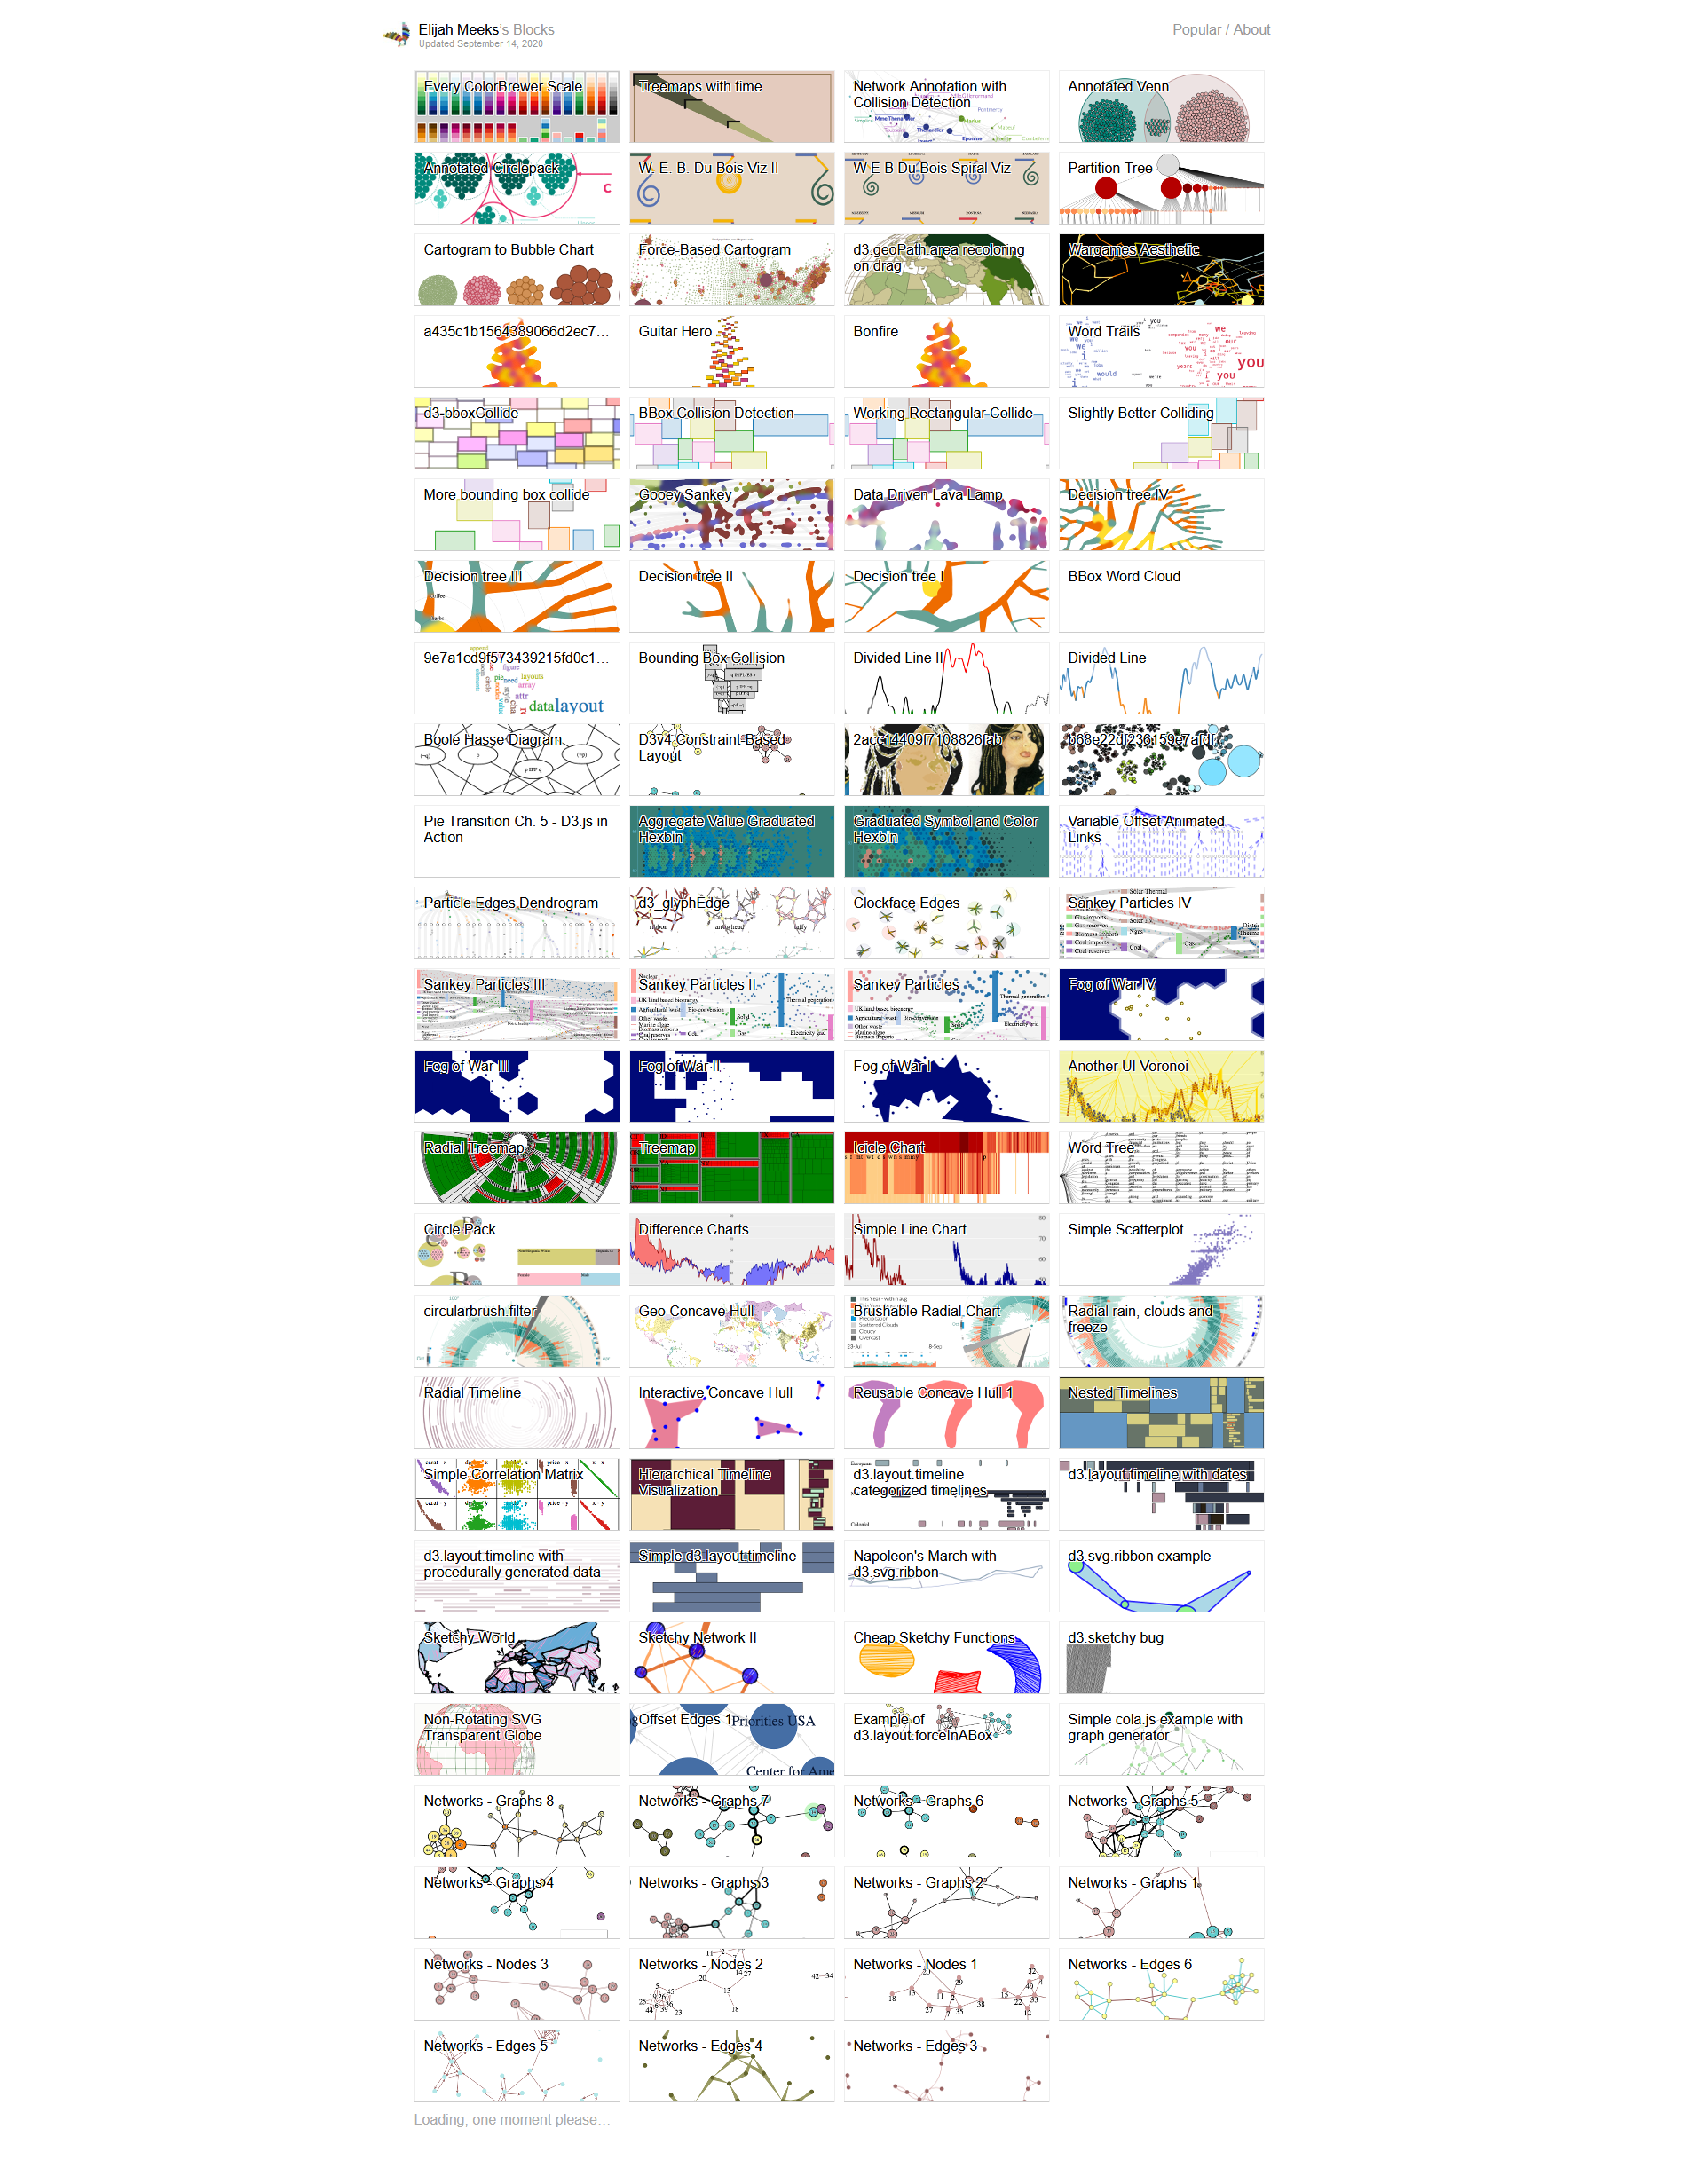 Elijah Meeks's Blocks
Popular / About
Updated September 14, 2020
Every ColorBrewer Scale
Treemaps with time
Network Annotation with
Collision Detection
Annotated Venn
Annotated Circlepack
W. E. B. Du Bois Viz II
W E B Du Bois Spiral Viz
Partition Tree
Cartogram to Bubble Chart
Force-Based Cartogram
d3.geoPath.area recoloring
on drag
Wargames Aesthetic
a435c1b1564389066d2ec7…
Guitar Hero
Bonfire
Word Trails
d3-bboxCollide
BBox Collision Detection
Working Rectangular Collide
Slightly Better Colliding
More bounding box collide
Gooey Sankey
Data Driven Lava Lamp
Decision tree IV
Decision tree III
Decision tree II
Decision tree I
BBox Word Cloud
9e7a1cd9f573439215fd0c1…
Bounding Box Collision
Divided Line II
Divided Line
Boole Hasse Diagram
D3v4 Constraint-Based
Layout
2acc14409f7108826fab
b68e22df236159e7afdf
Pie Transition Ch. 5 - D3.js in
Action
Aggregate Value Graduated
Hexbin
Graduated Symbol and Color
Hexbin
Variable Offset Animated
Links
Particle Edges Dendrogram
d3_glyphEdge
Clockface Edges
Sankey Particles IV
Sankey Particles III
Sankey Particles II
Sankey Particles
Fog of War IV
Fog of War III
Fog of War II
Fog of War I
Another UI Voronoi
Radial Treemap
Treemap
Icicle Chart
Word Tree
Circle Pack
Difference Charts
Simple Line Chart
Simple Scatterplot
circularbrush.filter
Geo Concave Hull
Brushable Radial Chart
Radial rain, clouds and
freeze
Radial Timeline
Interactive Concave Hull
Reusable Concave Hull 1
Nested Timelines
Simple Correlation Matrix
Hierarchical Timeline
Visualization
d3.layout.timeline
categorized timelines
d3.layout.timeline with dates
d3.layout.timeline with
procedurally generated data
Simple d3.layout.timeline
Napoleon's March with
d3.svg.ribbon
d3.svg.ribbon example
Sketchy World
Sketchy Network II
Cheap Sketchy Functions
d3.sketchy bug
Non-Rotating SVG
Transparent Globe
Offset Edges 1
Priorities USA
Example of
d3.layout.forceInABox
Simple cola.js example with
graph generator
Networks - Graphs 8
Networks - Graphs 7
Networks - Graphs 6
Networks - Graphs 5
Networks - Graphs 4
Networks - Graphs 3
Networks - Graphs 2
Networks - Graphs 1
Networks - Nodes 3
Networks - Nodes 2
Networks - Nodes 1
Networks - Edges 6
Networks - Edges 5
Networks - Edges 4
Networks - Edges 3
Loading; one moment please…